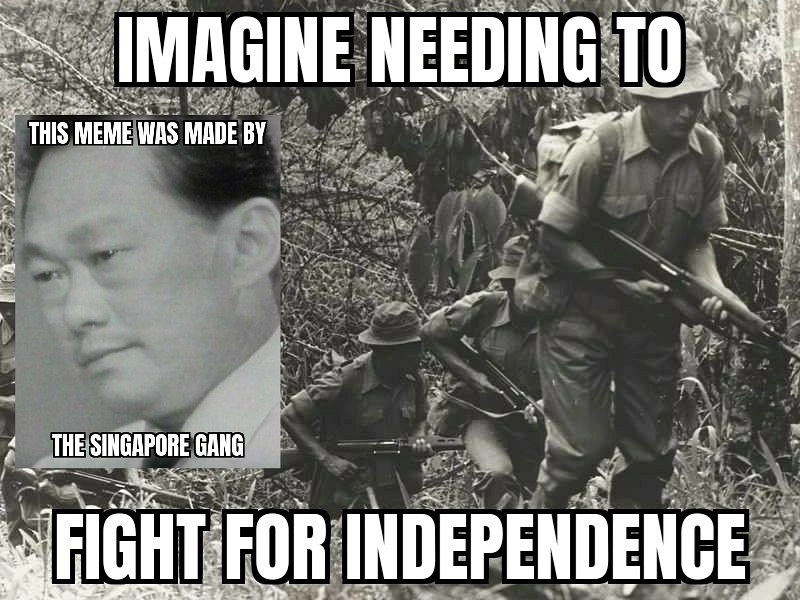 IMAGINE NEEDING TO
THIS MEME WAS MADE BY
THE SINGAPORE GANG
FIGHT FOR INDEPENDENCE